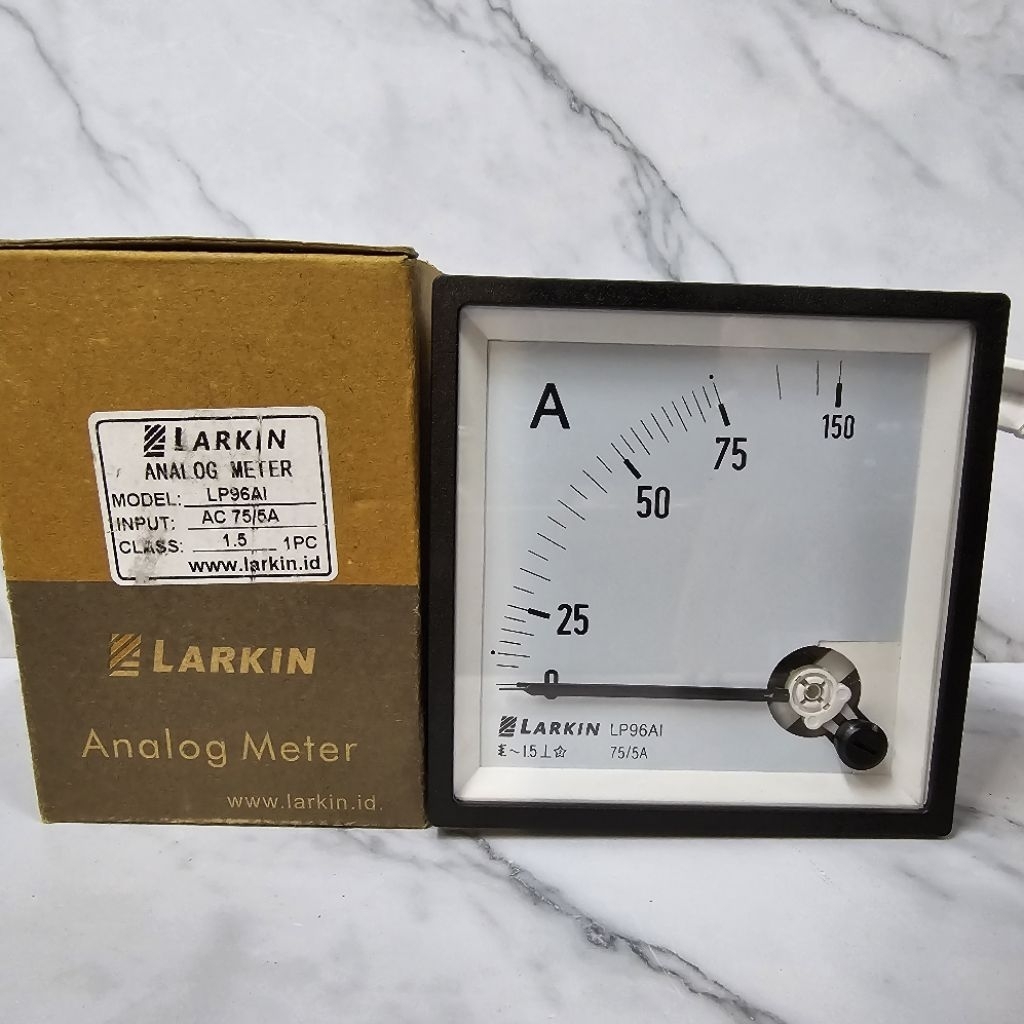 LARKIN
ANALOG METER
MODEL: LP96AI
INPUT: AC 75/5A
CLASS: 1.5 1PC
www.larkin.id
LARKIN
Analog Meter
www.larkin.id.
A
0
25
50
75
150
LARKIN LP96AI
~1.5⊥☆ 75/5A